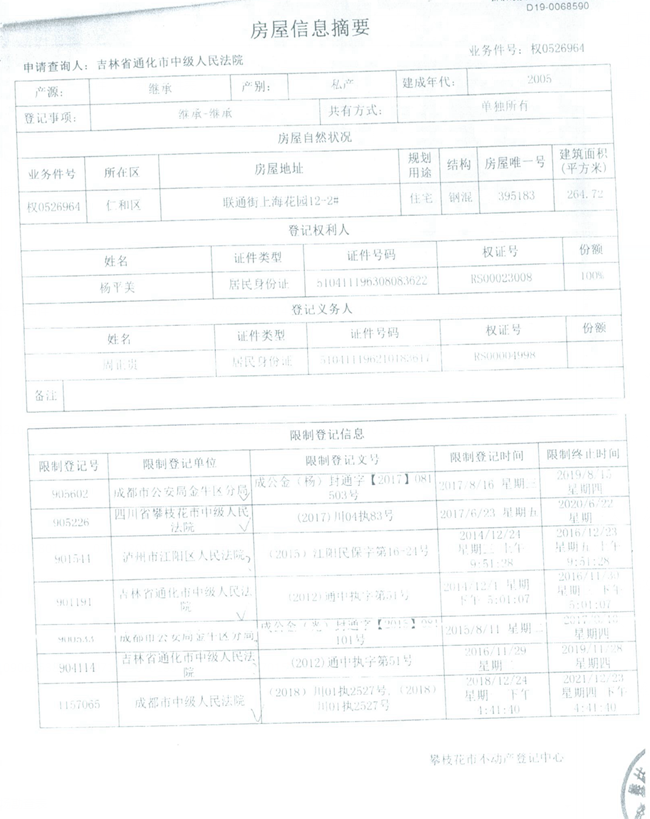 D19-0068590
房屋信息摘要
业务件号：权0526964
申请查询人：吉林省通化市中级人民法院
产源： 继承 产别： 私产 建成年代： 2005
登记事项： 继承-继承 共有方式： 单独所有
房屋自然状况
业务件号 所在区 房屋地址 规划用途 结构 房屋唯一号 建筑面积(平方米)
权0526964 仁和区 联通街上海花园12-2# 住宅 钢混 395183 264.72
登记权利人
姓名 证件类型 证件号码 权证号 份额
杨平美 居民身份证 510411196308083622 RS00023008 100%
登记义务人
姓名 证件类型 证件号码 权证号 份额
周正贵 居民身份证 RS00004998
备注
限制登记信息
限制登记号 限制登记单位 限制登记文号 限制登记时间 限制终止时间
905602 成都市公安局金牛区分局 成公金（杨）封通字【2017】081503号 2017/8/16 星期三 2019/8/15 星期四
905226 四川省攀枝花市中级人民法院 (2017)川04执83号 2017/6/23 星期五 2020/6/22 星期
901544 泸州市江阳区人民法院 (2015)江阳民保字第16-24号 2014/12/24 星期三 上午 9:51:28 2016/12/23 星期五 上午 9:51:28
901191 吉林省通化市中级人民法院 (2012)通中执字第51号 2014/12/1 星期 下午 5:01:07 2016/11/30 星期 下午 5:01:07
900533 成都市公安局金牛区分局 101号 2015/8/11 星期二 星期四
904114 吉林省通化市中级人民法院 (2012)通中执字第51号 2016/11/29 星期二 2019/11/28 星期四
1157065 成都市中级人民法院 (2018)川01执2527号、(2018)川01执2527号 2018/12/24 星期一 下午 4:41:40 2021/12/23 星期四 下午 4:41:40
攀枝花市不动产登记中心